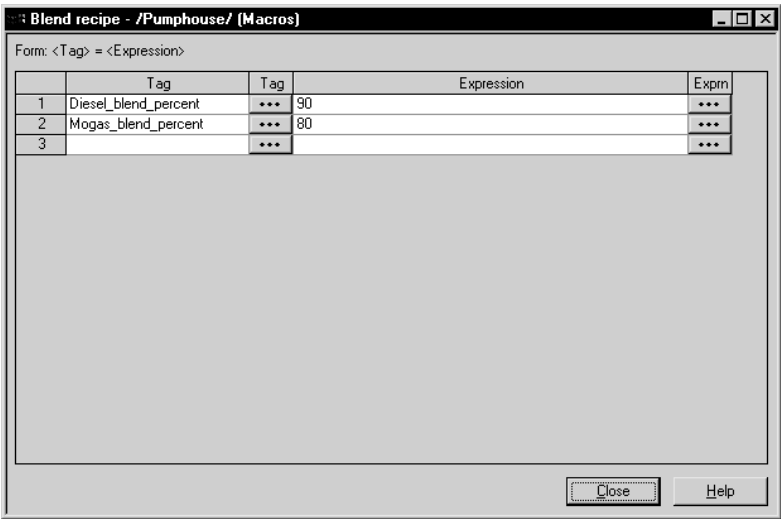 Blend recipe - /Pumphouse/ (Macros)
Form: <Tag> = <Expression>
Tag Tag Expression Exprn
1 Diesel_blend_percent ••• 90 •••
2 Mogas_blend_percent ••• 80 •••
3 ••• •••
Close Help